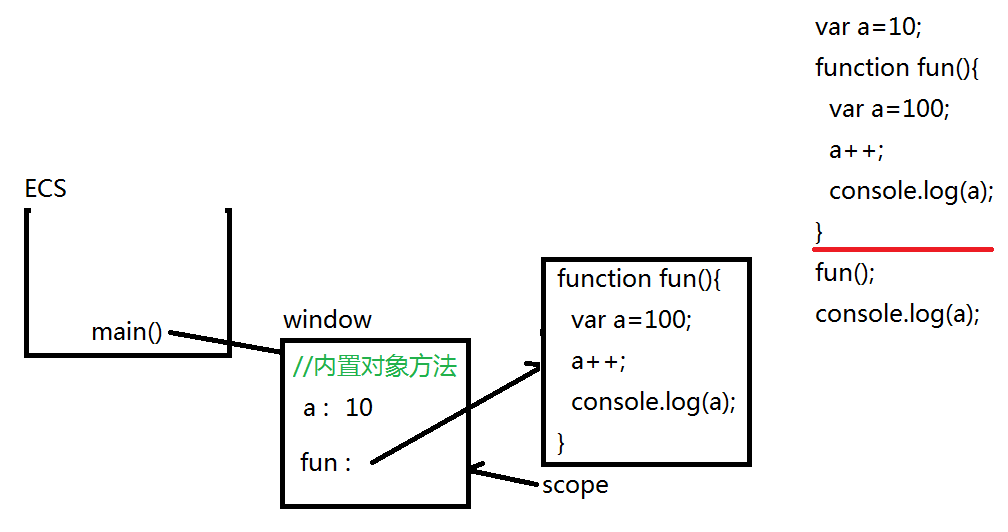 var a=10;
function fun(){
var a=100;
a++;
console.log(a);
}
fun();
console.log(a);
ECS
main()
window
//内置对象方法
a : 10
fun :
function fun(){
var a=100;
a++;
console.log(a);
}
scope